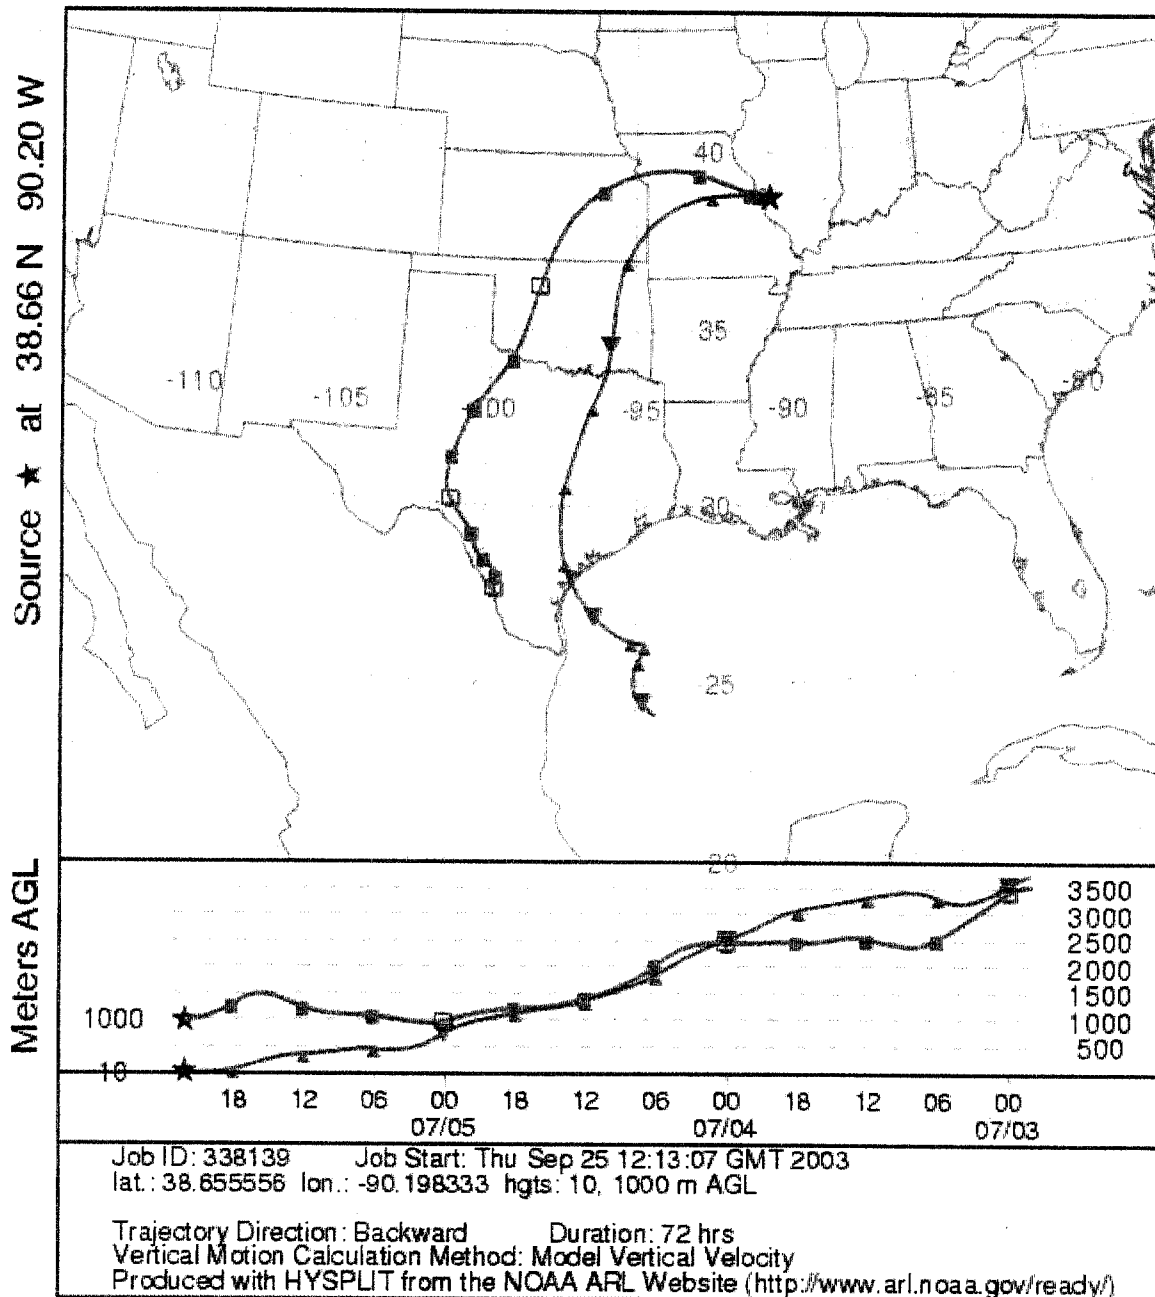 Source ★ at 38.66 N 90.20 W
40
35
-110
-105
-100
-95
-90
-85
-80
30
-25
20
Meters AGL
3500
3000
2500
2000
1500
1000
500
1000
10
18 12 06 00 18 12 06 00 18 12 06 00
07/05 07/04 07/03
Job ID: 338139 Job Start: Thu Sep 25 12:13:07 GMT 2003
lat.: 38.655556 lon.: -90.198333 hgts: 10, 1000 m AGL
Trajectory Direction: Backward Duration: 72 hrs
Vertical Motion Calculation Method: Model Vertical Velocity
Produced with HYSPLIT from the NOAA ARL Website (http://www.arl.noaa.gov/ready/)